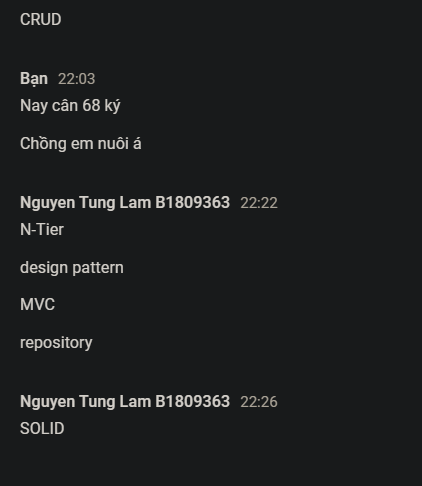 CRUD
Bạn 22:03
Nay cân 68 ký
Chồng em nuôi á
Nguyen Tung Lam B1809363 22:22
N-Tier
design pattern
MVC
repository
Nguyen Tung Lam B1809363 22:26
SOLID